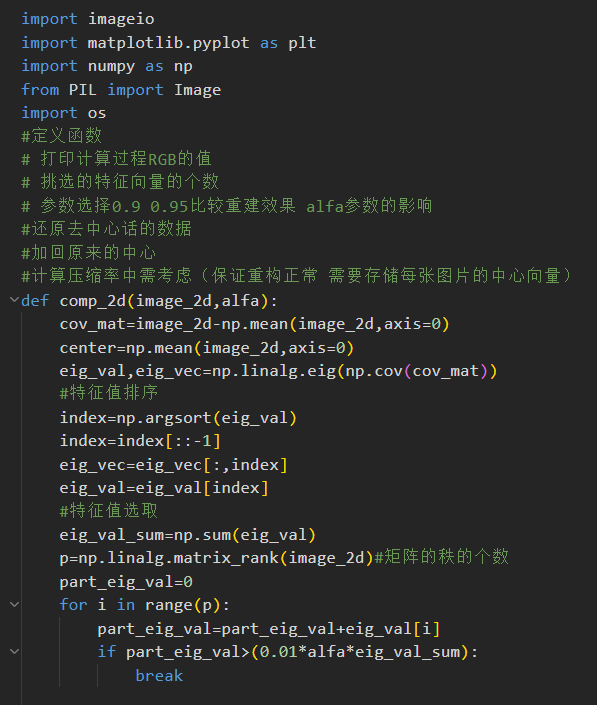 import imageio
import matplotlib.pyplot as plt
import numpy as np
from PIL import Image
import os
#定义函数
# 打印计算过程RGB的值
# 挑选的特征向量的个数
# 参数选择0.9 0.95比较重建效果 alfa参数的影响
#还原去中心话的数据
#加回原来的中心
#计算压缩率中需考虑（保证重构正常 需要存储每张图片的中心向量）
def comp_2d(image_2d,alfa):
    cov_mat=image_2d-np.mean(image_2d,axis=0)
    center=np.mean(image_2d,axis=0)
    eig_val,eig_vec=np.linalg.eig(np.cov(cov_mat))
    #特征值排序
    index=np.argsort(eig_val)
    index=index[::-1]
    eig_vec=eig_vec[:,index]
    eig_val=eig_val[index]
    #特征值选取
    eig_val_sum=np.sum(eig_val)
    p=np.linalg.matrix_rank(image_2d)#矩阵的秩的个数
    part_eig_val=0
    for i in range(p):
        part_eig_val=part_eig_val+eig_val[i]
        if part_eig_val>(0.01*alfa*eig_val_sum):
            break